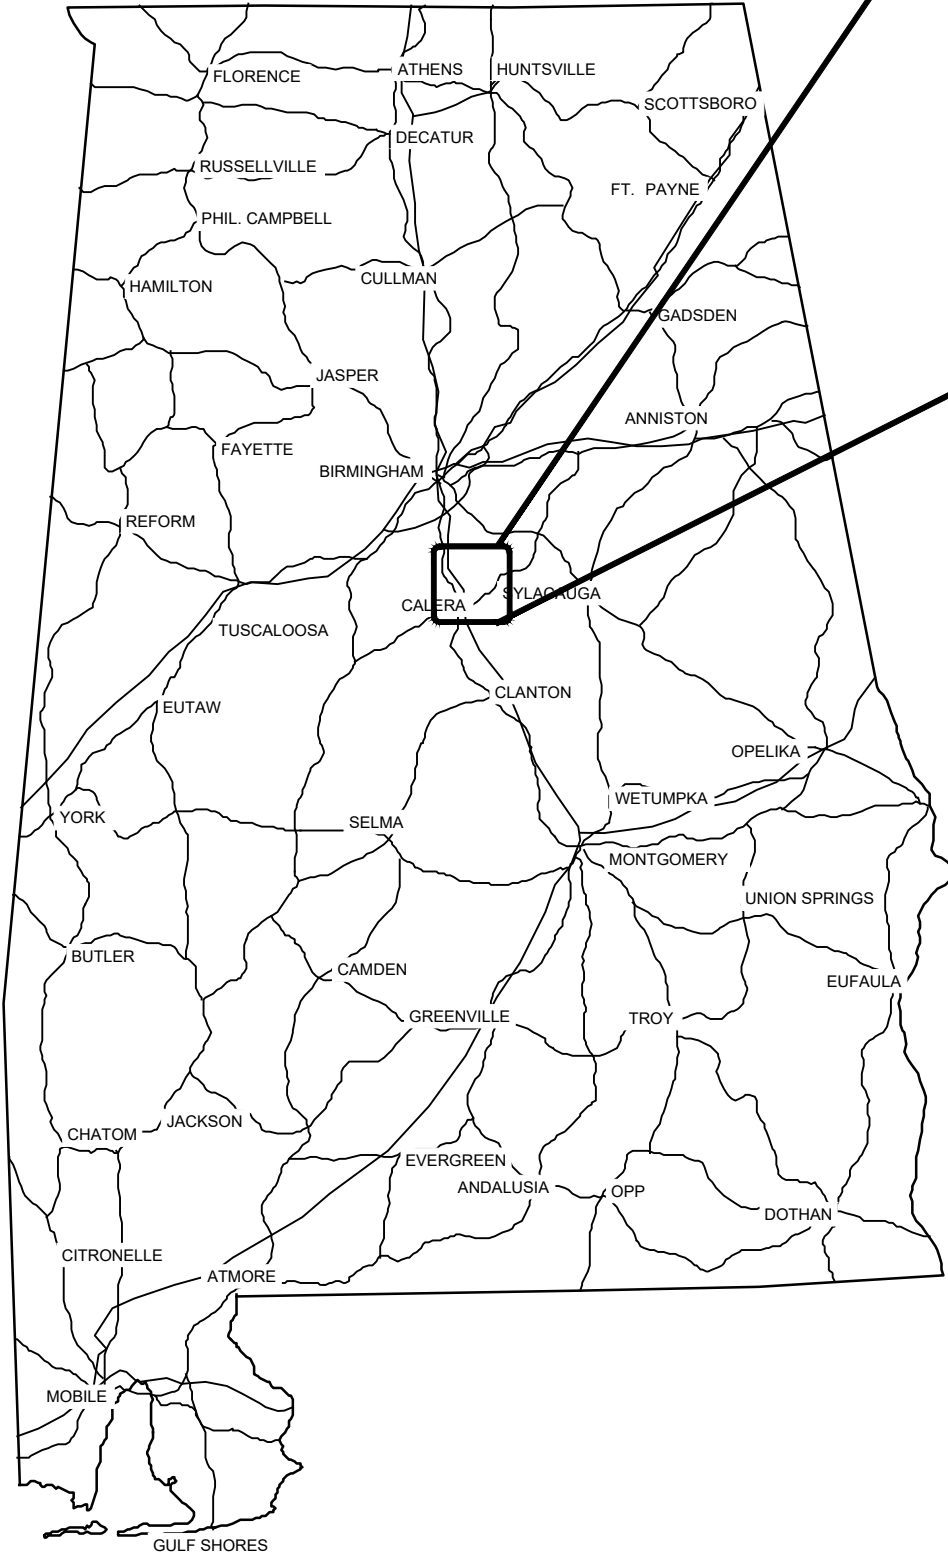 FLORENCE
ATHENS
HUNTSVILLE
SCOTTSBORO
DECATUR
RUSSELLVILLE
FT. PAYNE
PHIL. CAMPBELL
CULLMAN
HAMILTON
GADSDEN
JASPER
ANNISTON
FAYETTE
BIRMINGHAM
REFORM
SYLACAUGA
CALERA
TUSCALOOSA
CLANTON
EUTAW
OPELIKA
WETUMPKA
YORK
SELMA
MONTGOMERY
UNION SPRINGS
BUTLER
CAMDEN
EUFAULA
GREENVILLE
TROY
JACKSON
CHATOM
EVERGREEN
ANDALUSIA
OPP
DOTHAN
CITRONELLE
ATMORE
MOBILE
GULF SHORES